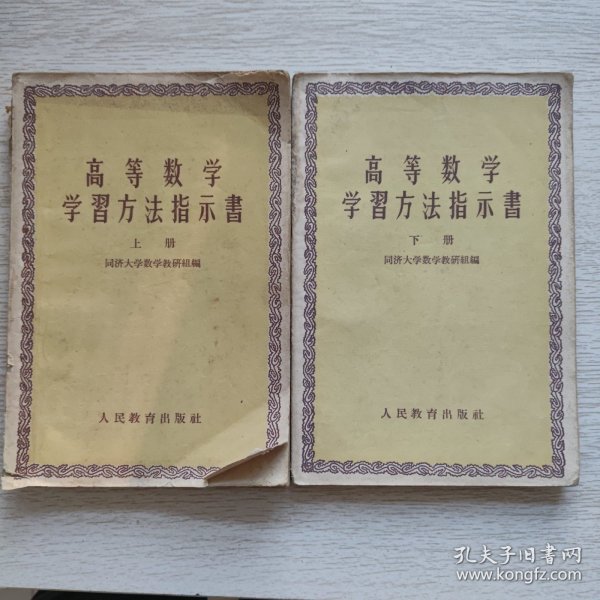 高等数学
学習方法指示書
上册
同济大学数学教研組編
人民教育出版社
高等数学
学習方法指示書
下册
同济大学数学教研組編
人民教育出版社
孔夫子旧書网
www.kongfz.com